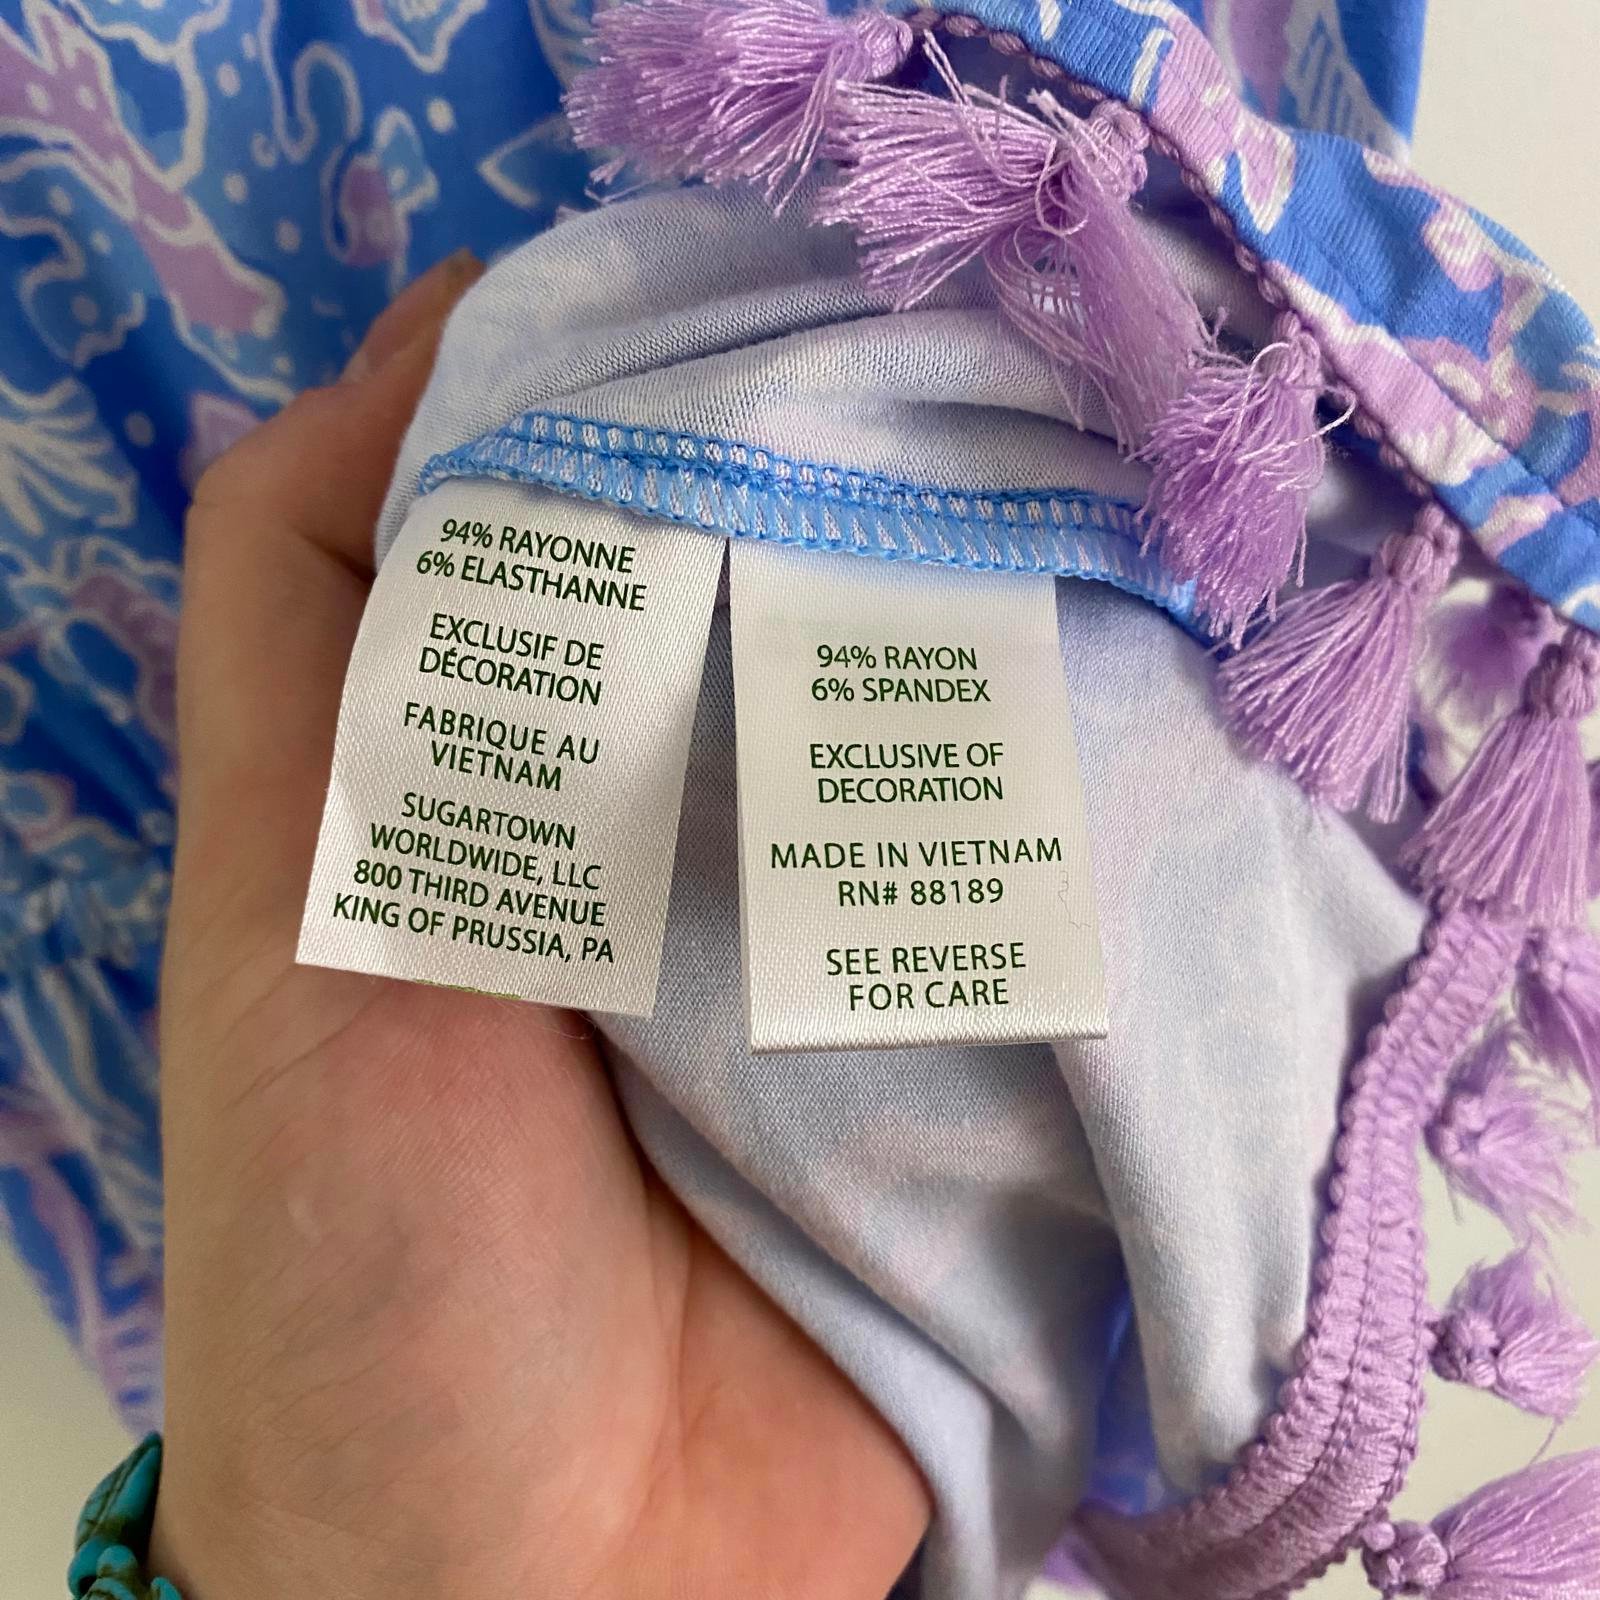 94% RAYONNE
6% ELASTHANNE
EXCLUSIF DE
DÉCORATION
FABRIQUE AU
VIETNAM
SUGARTOWN
WORLDWIDE, LLC
800 THIRD AVENUE
KING OF PRUSSIA, PA
94% RAYON
6% SPANDEX
EXCLUSIVE OF
DECORATION
MADE IN VIETNAM
RN# 88189
SEE REVERSE
FOR CARE